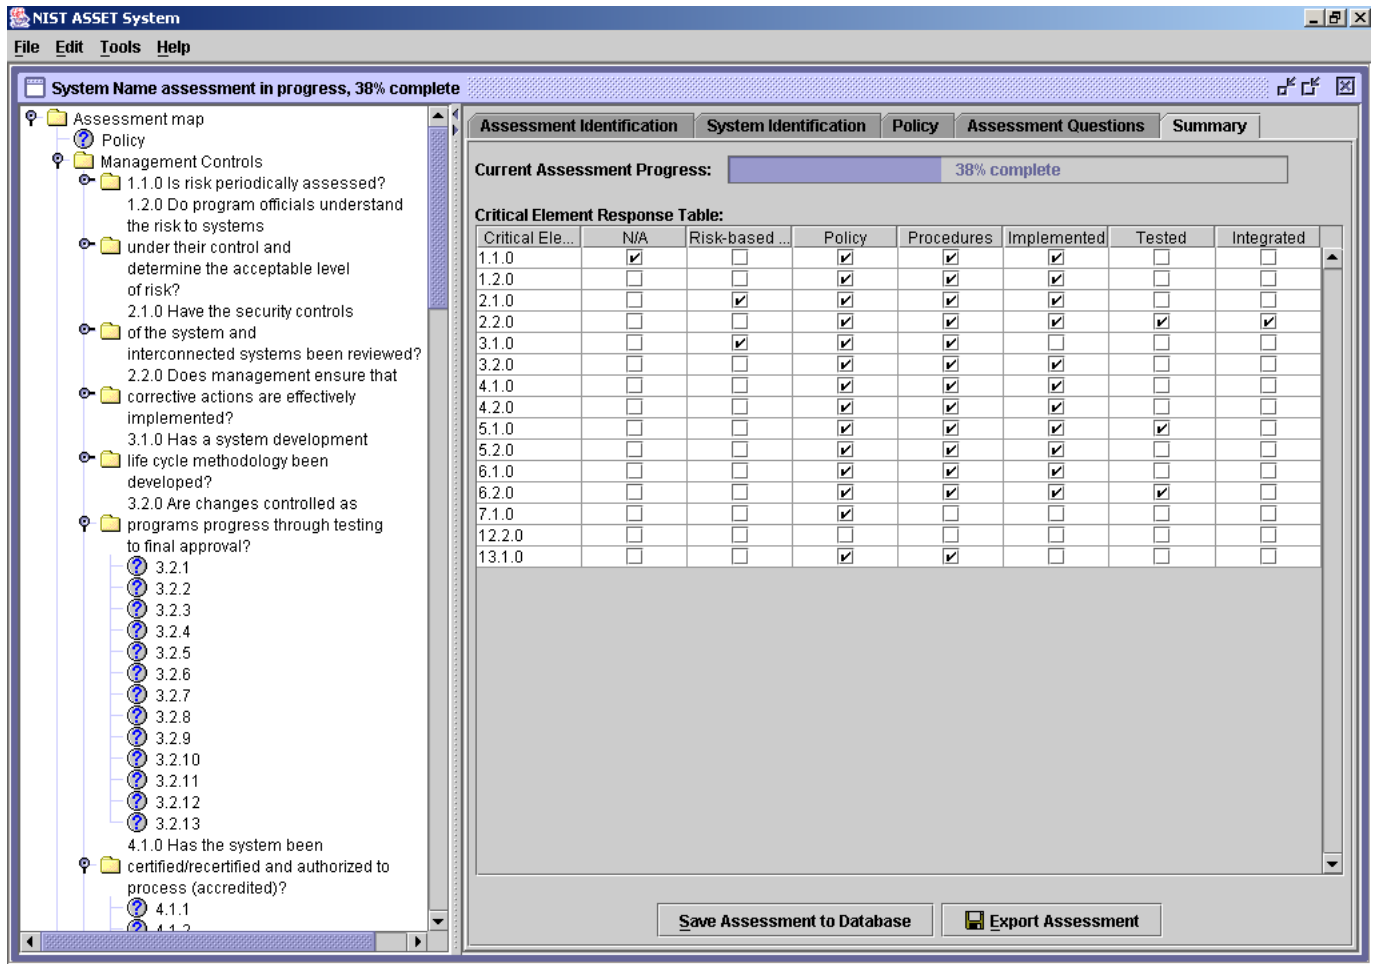 NIST ASSET System
File Edit Tools Help
System Name assessment in progress, 38% complete
Assessment map
Policy
Management Controls
1.1.0 Is risk periodically assessed?
1.2.0 Do program officials understand
the risk to systems
under their control and
determine the acceptable level
of risk?
2.1.0 Have the security controls
of the system and
interconnected systems been reviewed?
2.2.0 Does management ensure that
corrective actions are effectively
implemented?
3.1.0 Has a system development
life cycle methodology been
developed?
3.2.0 Are changes controlled as
programs progress through testing
to final approval?
3.2.1
3.2.2
3.2.3
3.2.4
3.2.5
3.2.6
3.2.7
3.2.8
3.2.9
3.2.10
3.2.11
3.2.12
3.2.13
4.1.0 Has the system been
certified/recertified and authorized to
process (accredited)?
4.1.1
4.1.2
Assessment Identification System Identification Policy Assessment Questions Summary
Current Assessment Progress: 38% complete
Critical Element Response Table:
Critical Ele... N/A Risk-based ... Policy Procedures Implemented Tested Integrated
1.1.0
1.2.0
2.1.0
2.2.0
3.1.0
3.2.0
4.1.0
4.2.0
5.1.0
5.2.0
6.1.0
6.2.0
7.1.0
12.2.0
13.1.0
Save Assessment to Database Export Assessment